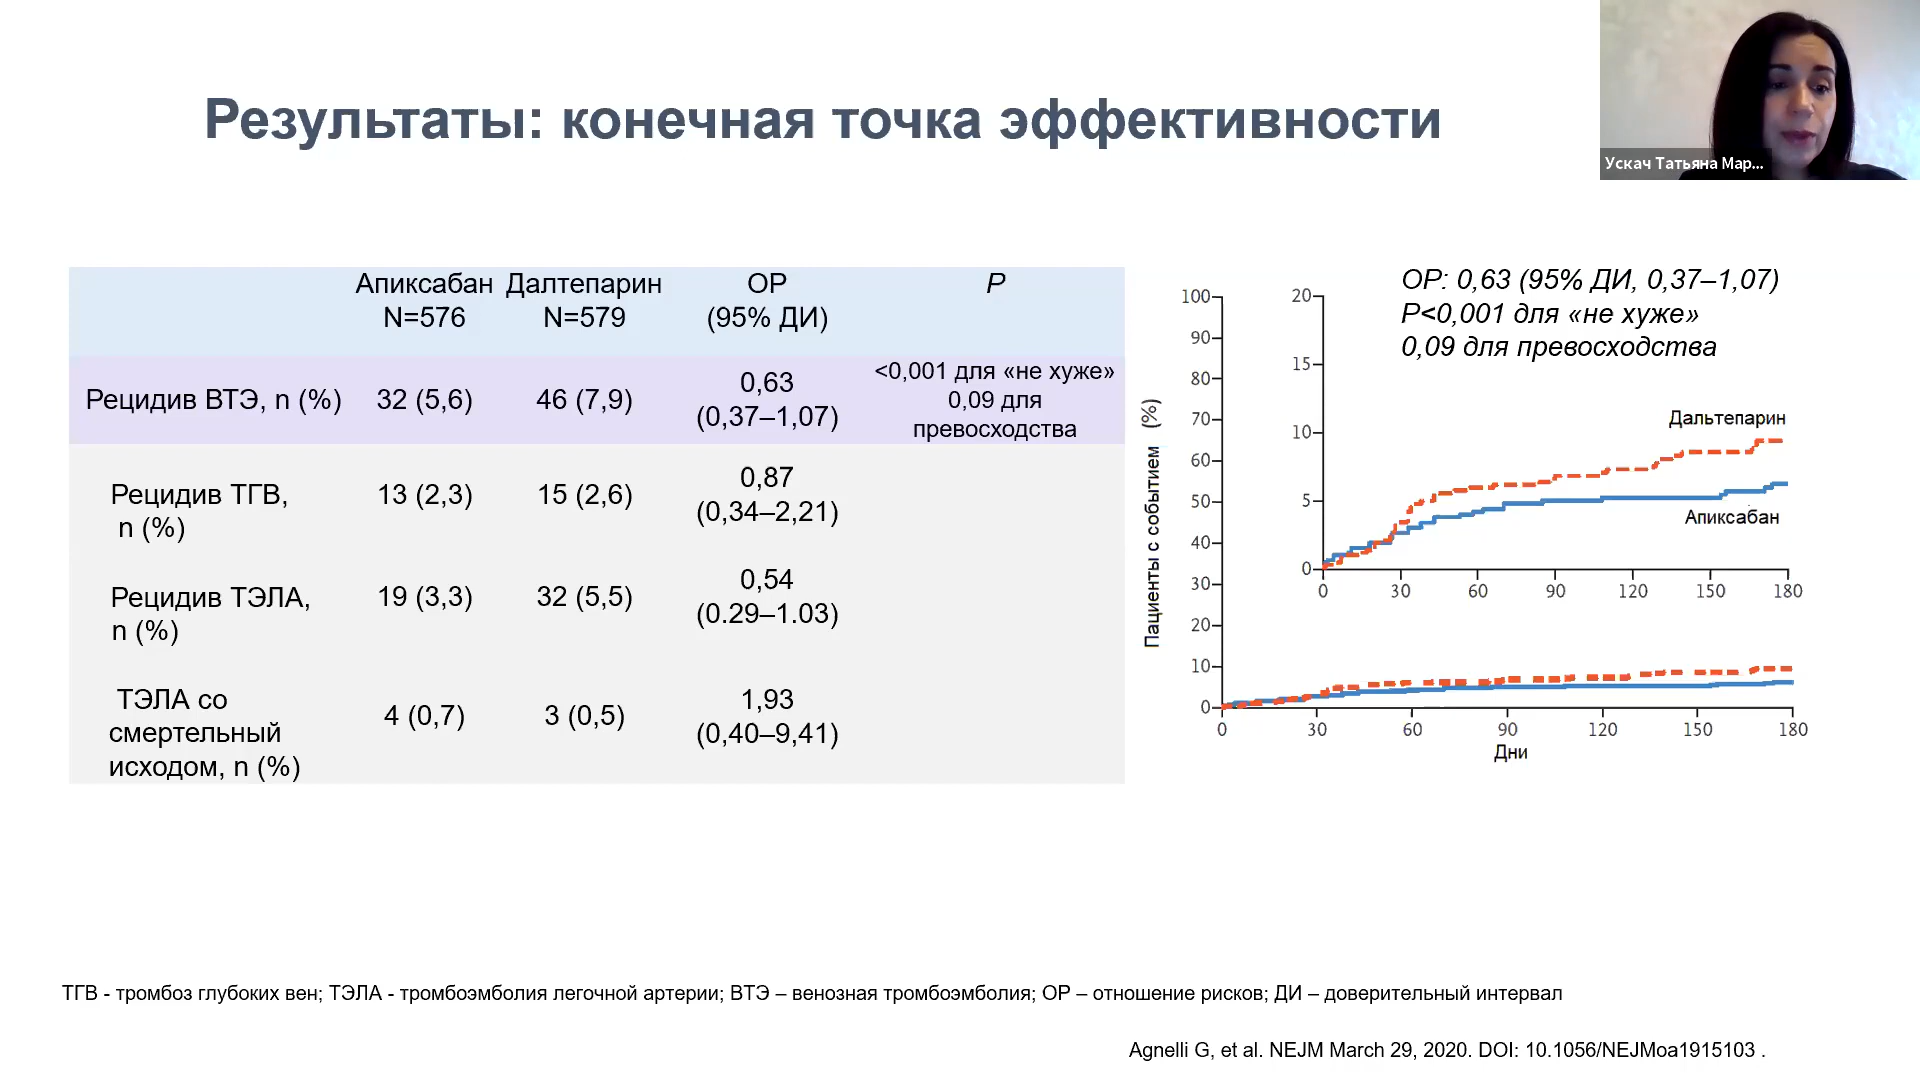 Результаты: конечная точка эффективности
Ускач Татьяна Мар...
Апиксабан Далтепарин ОР P
N=576 N=579 (95% ДИ)
Рецидив ВТЭ, n (%) 32 (5,6) 46 (7,9) 0,63
(0,37–1,07)
<0,001 для «не хуже»
0,09 для
превосходства
Рецидив ТГВ,
n (%)
13 (2,3) 15 (2,6) 0,87
(0,34–2,21)
Рецидив ТЭЛА,
n (%)
19 (3,3) 32 (5,5) 0,54
(0.29–1.03)
ТЭЛА со
смертельный
исходом, n (%)
4 (0,7) 3 (0,5) 1,93
(0,40–9,41)
ОР: 0,63 (95% ДИ, 0,37–1,07)
P<0,001 для «не хуже»
0,09 для превосходства
Пациенты с событием (%)
100
90
80
70
60
50
40
30
20
10
0
20
15
10
5
0
Дальтепарин
Апиксабан
0 30 60 90 120 150 180
0 30 60 90 120 150 180
Дни
ТГВ - тромбоз глубоких вен; ТЭЛА - тромбоэмболия легочной артерии; ВТЭ – венозная тромбоэмболия; ОР – отношение рисков; ДИ – доверительный интервал
Agnelli G, et al. NEJM March 29, 2020. DOI: 10.1056/NEJMoa1915103 .